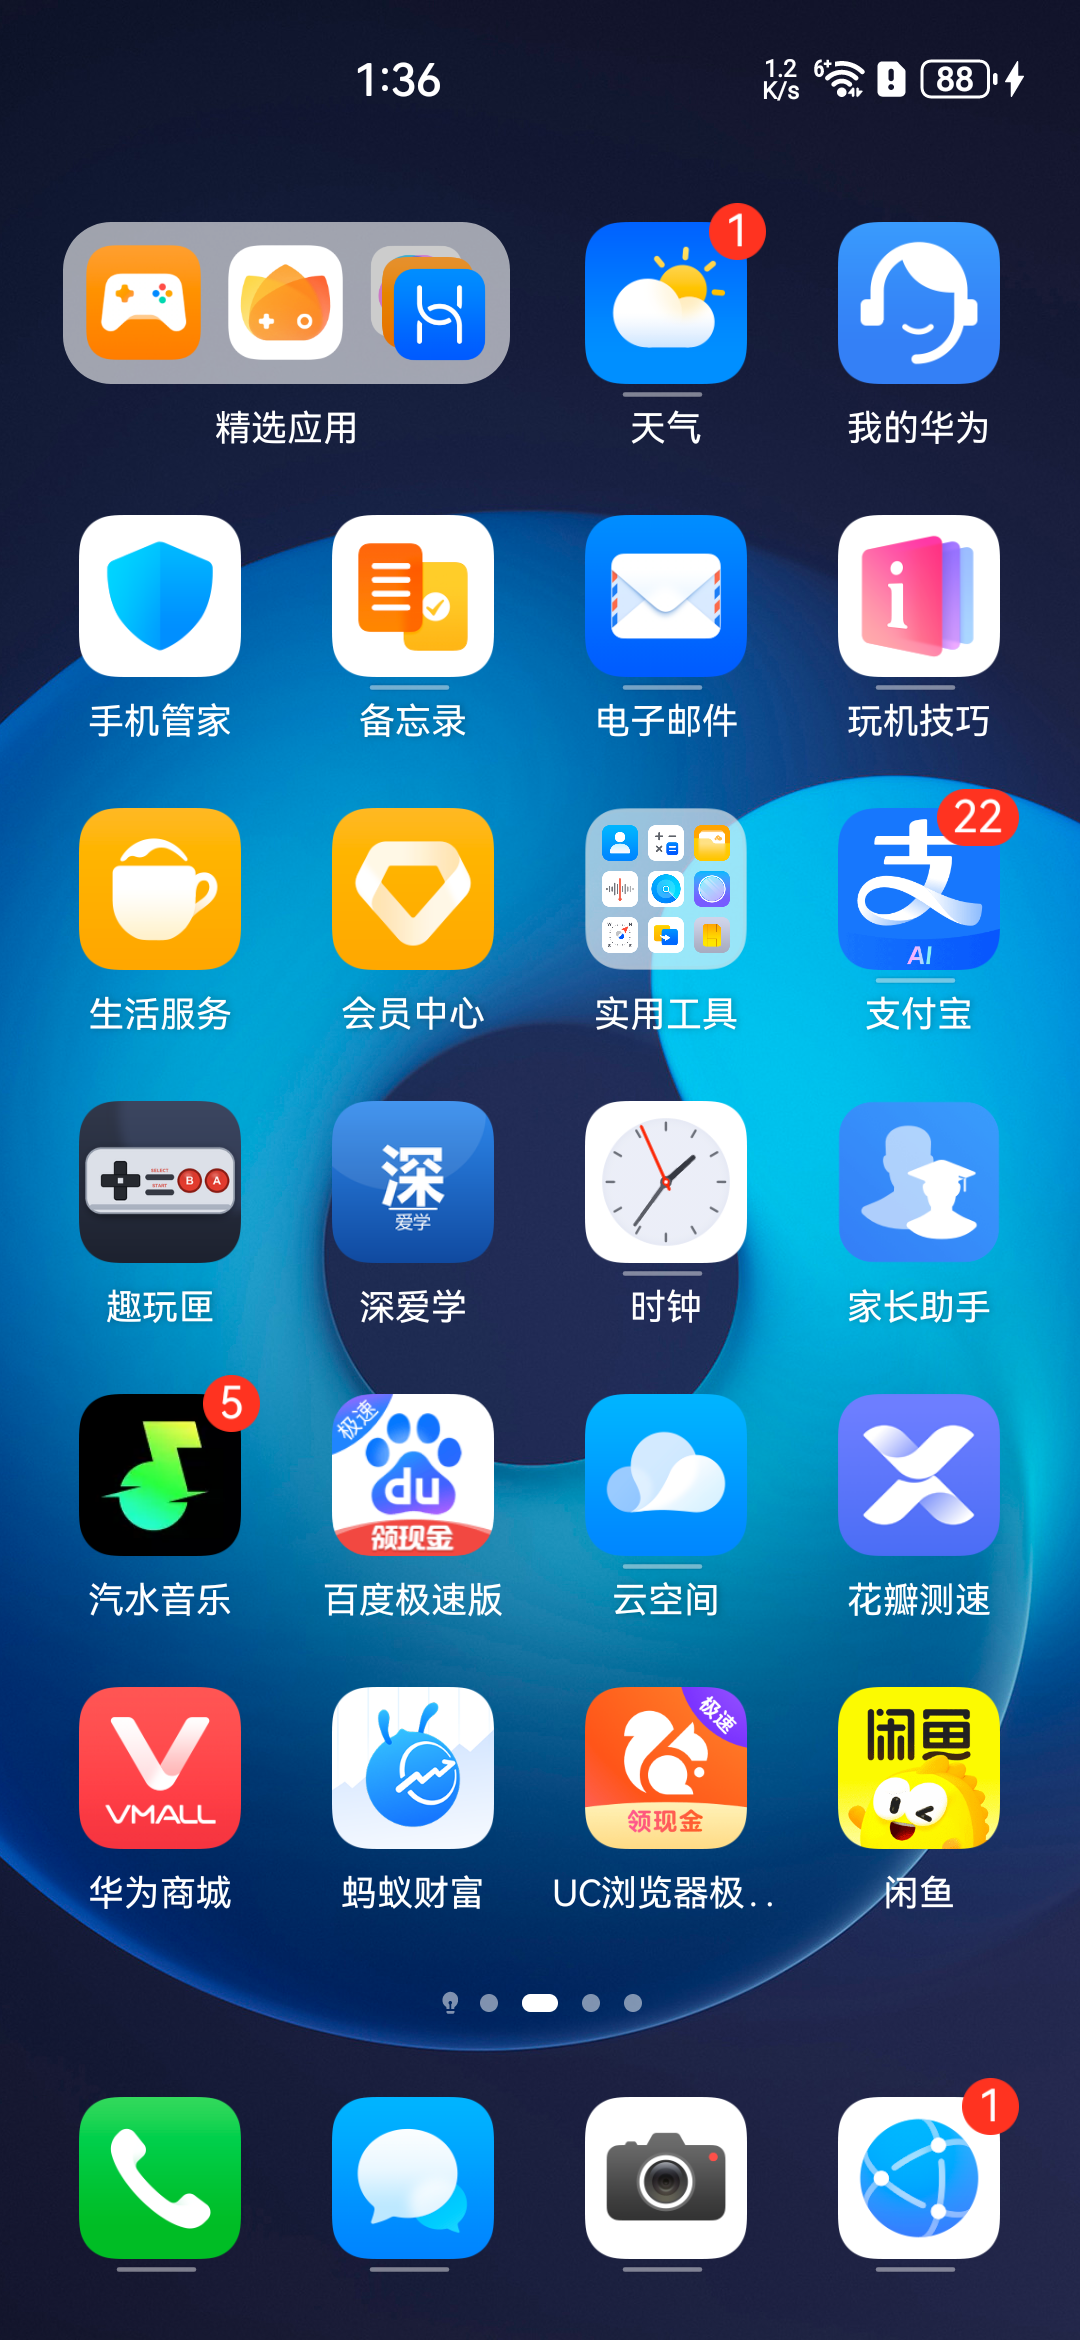 1:36
1.2 K/s
6+
88
1
精选应用
天气
我的华为
手机管家
备忘录
电子邮件
玩机技巧
22
支
AI
生活服务
会员中心
实用工具
支付宝
SELECT
START
B A
深
爱学
趣玩匣
深爱学
时钟
家长助手
5
极速
du
领现金
汽水音乐
百度极速版
云空间
花瓣测速
VMALL
极速
领现金
闲鱼
华为商城
蚂蚁财富
UC浏览器极..
闲鱼
1